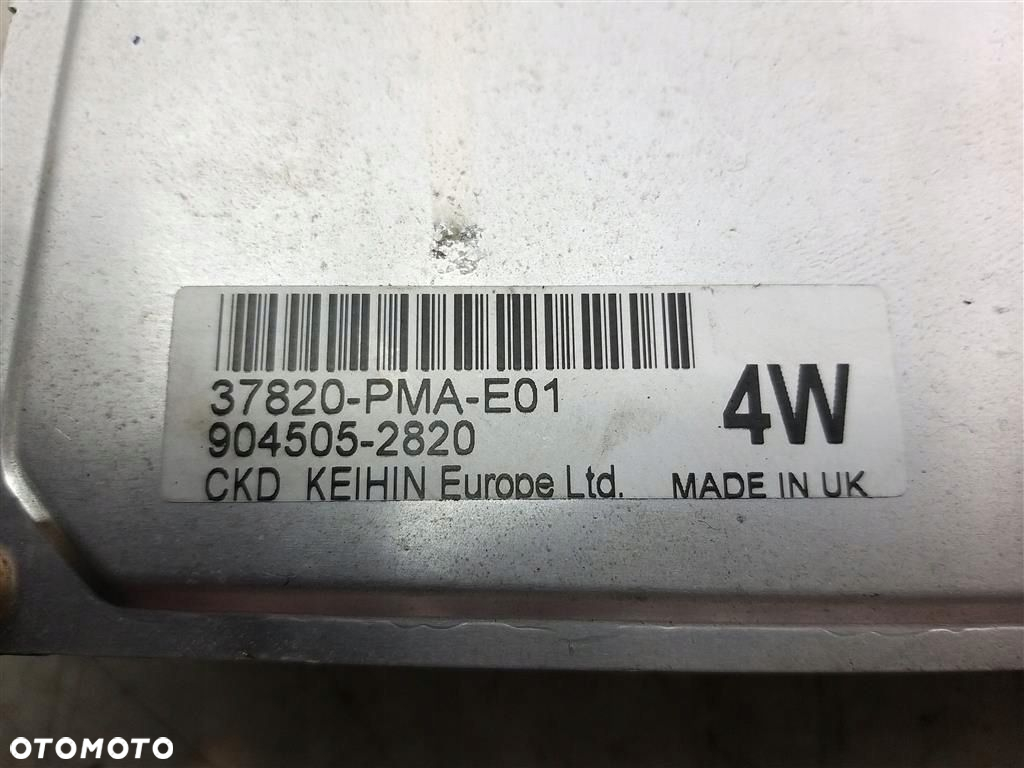 37820-PMA-E01
904505-2820
4W
CKD KEIHIN Europe Ltd. MADE IN UK
OTOMOTO